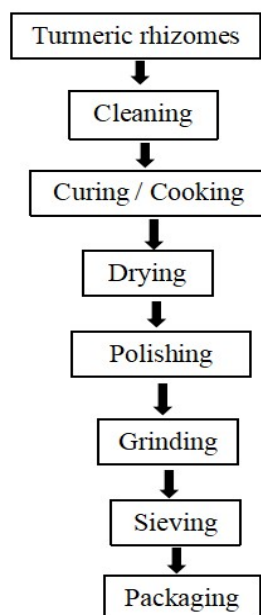 Turmeric rhizomes
Cleaning
Curing / Cooking
Drying
Polishing
Grinding
Sieving
Packaging